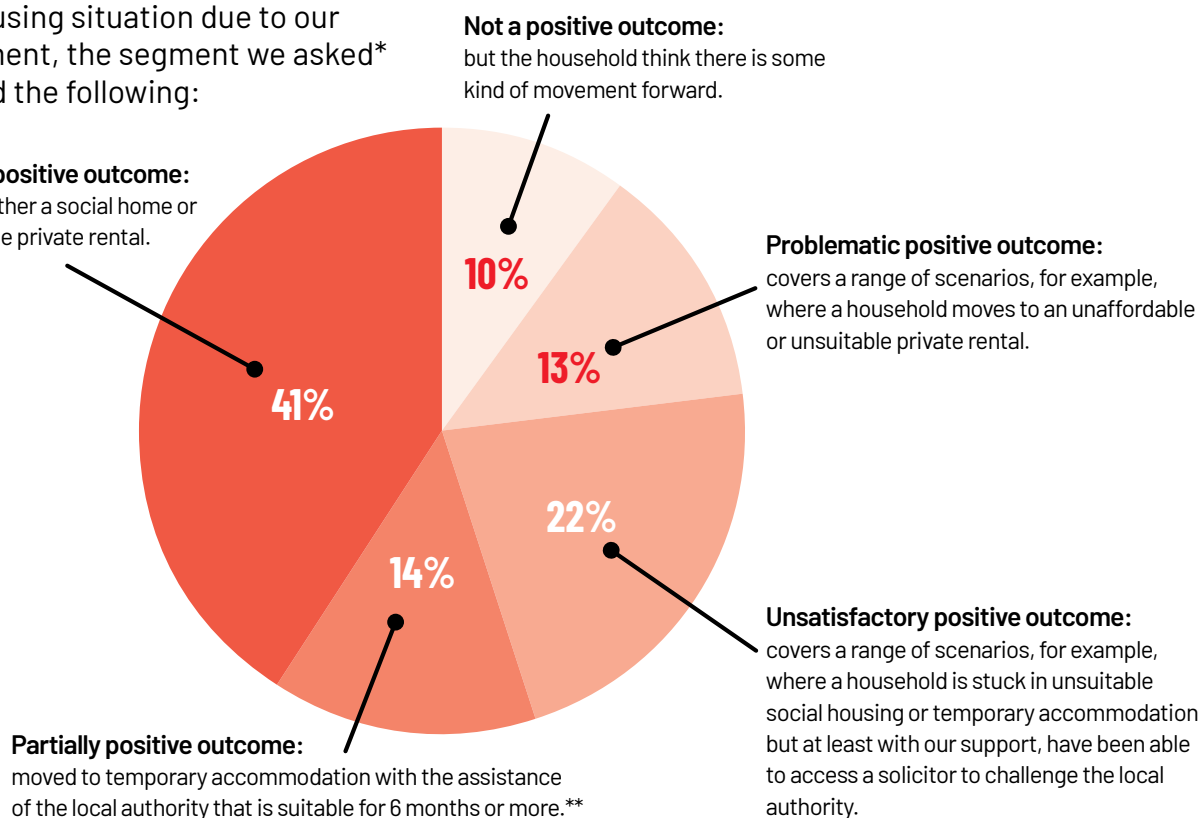 using situation due to our
ment, the segment we asked*
d the following:
Not a positive outcome:
but the household think there is some
kind of movement forward.
positive outcome:
ther a social home or
e private rental.
10%
Problematic positive outcome:
covers a range of scenarios, for example,
where a household moves to an unaffordable
or unsuitable private rental.
13%
41%
22%
14%
Unsatisfactory positive outcome:
covers a range of scenarios, for example,
where a household is stuck in unsuitable
social housing or temporary accommodation
but at least with our support, have been able
to access a solicitor to challenge the local
authority.
Partially positive outcome:
moved to temporary accommodation with the assistance
of the local authority that is suitable for 6 months or more.**